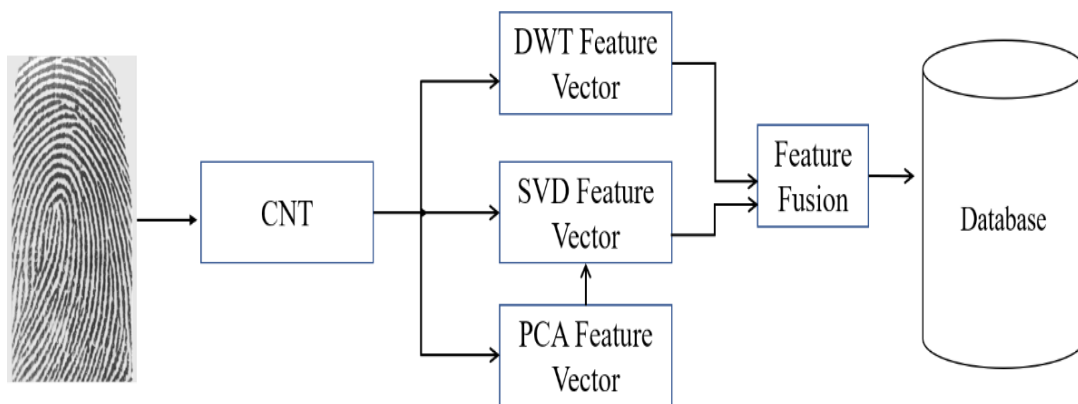 DWT Feature
Vector
CNT
SVD Feature
Vector
PCA Feature
Vector
Feature
Fusion
Database